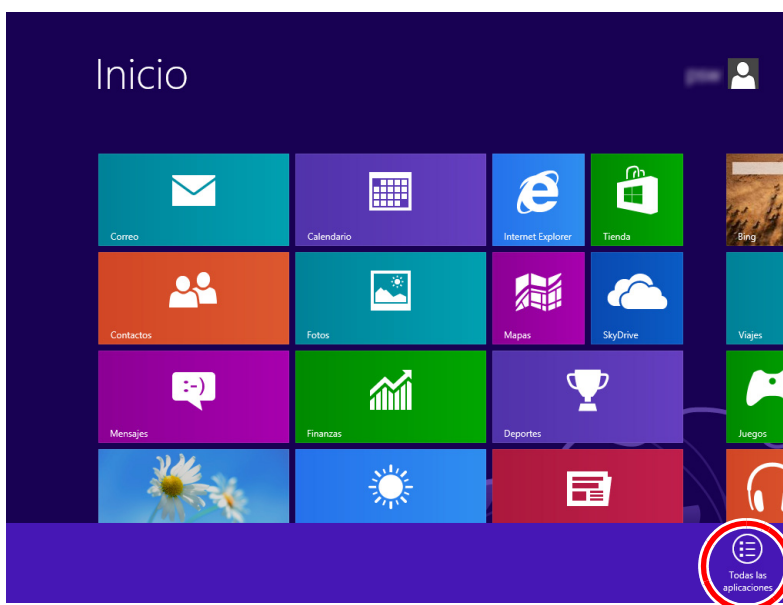 Inicio
Correo
Calendario
Internet Explorer
Tienda
Bing
Contactos
Fotos
Mapas
SkyDrive
Viajes
Mensajes
Finanzas
Deportes
Juegos
Todas las
aplicaciones